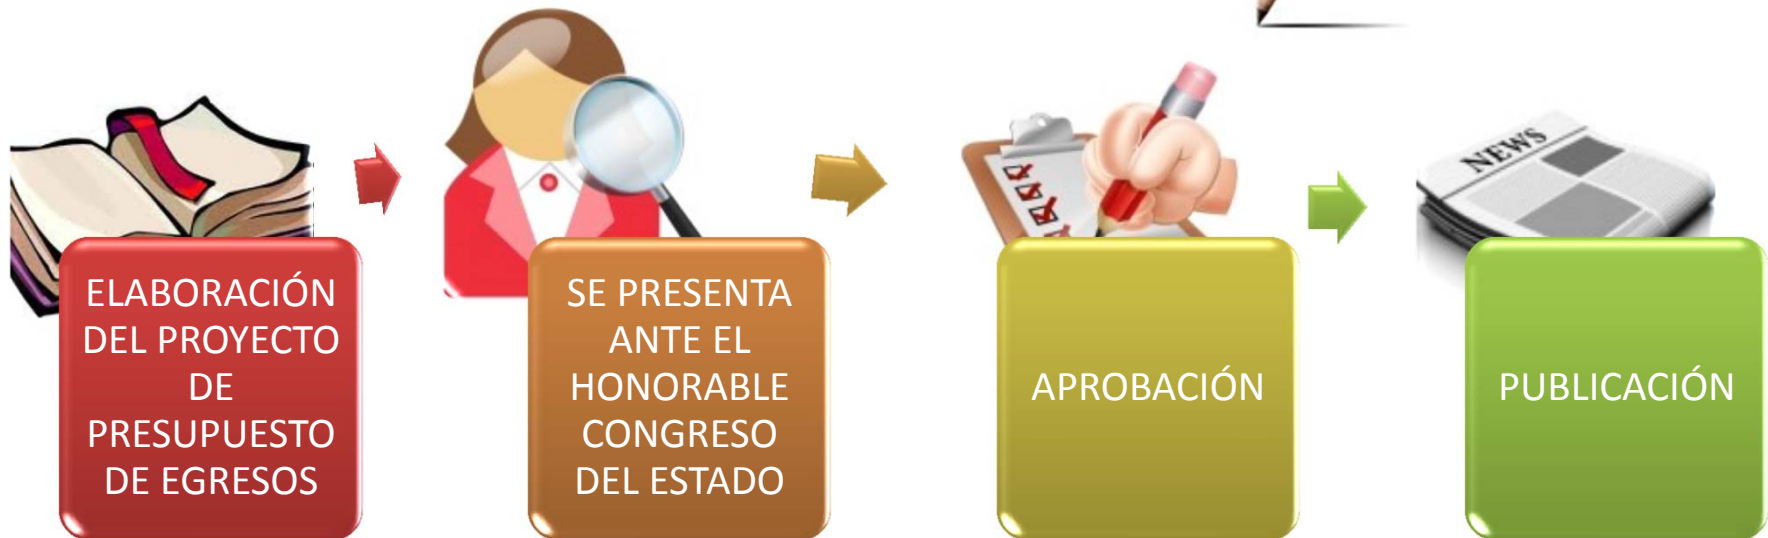 NEWS
ELABORACIÓN
DEL PROYECTO
DE
PRESUPUESTO
DE EGRESOS
SE PRESENTA
ANTE EL
HONORABLE
CONGRESO
DEL ESTADO
APROBACIÓN
PUBLICACIÓN